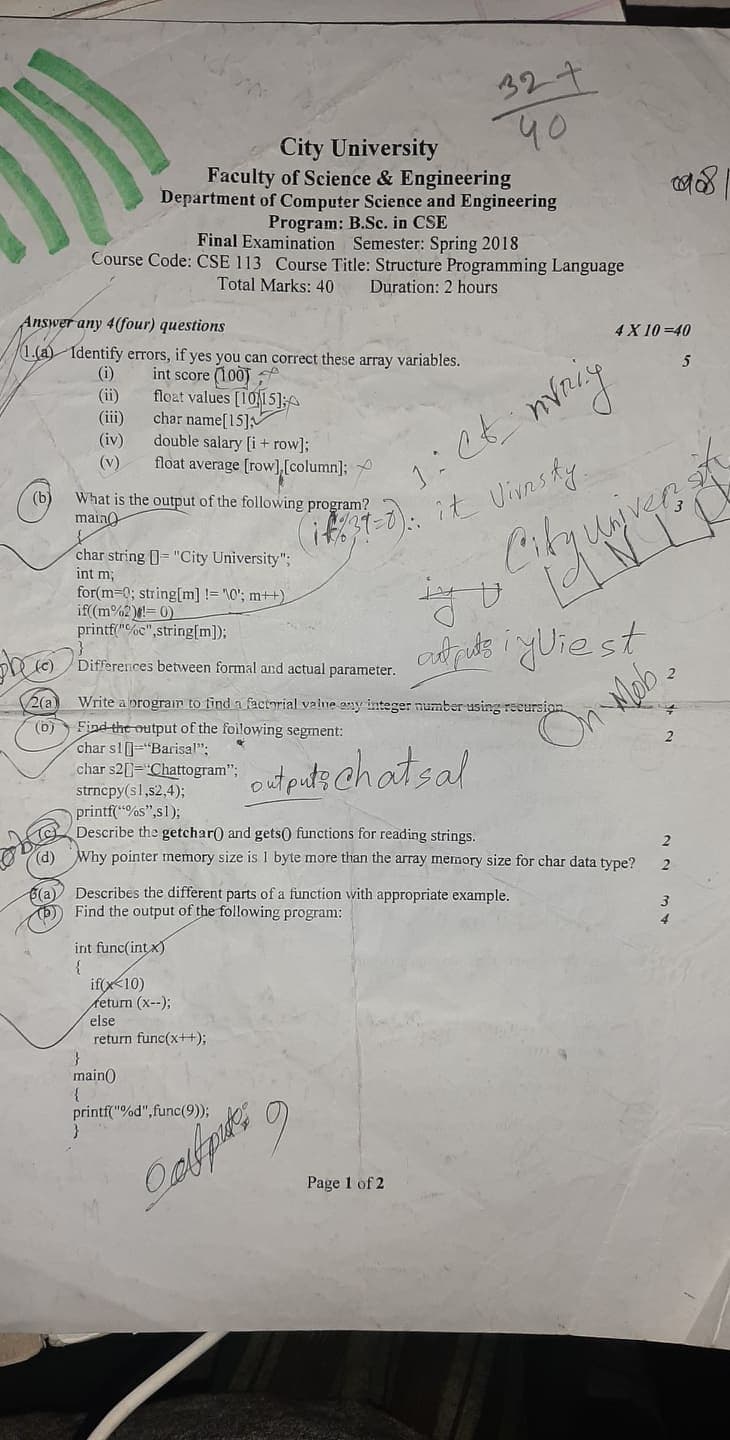 32+
40
City University
Faculty of Science & Engineering
Department of Computer Science and Engineering
Program: B.Sc. in CSE
Final Examination Semester: Spring 2018
Course Code: CSE 113 Course Title: Structure Programming Language
Total Marks: 40 Duration: 2 hours
Answer any 4(four) questions 4 X 10 =40
1.(a) Identify errors, if yes you can correct these array variables. 5
(i) int score (100)
(ii) float values [10][15];
(iii) char name[15];
(iv) double salary [i + row];
(v) float average [row],[column];
(b) What is the output of the following program? 3
main()
{
char string []= "City University";
int m;
for(m=0; string[m] != '\0'; m++)
if((m%2)!= 0)
printf("%c",string[m]);
}
City University
outputs iyUiest
(c) Differences between formal and actual parameter. 2
On Mob
2(a) Write a program to find a factorial value any integer number using recursion 4
(b) Find the output of the following segment: 2
char s1[]="Barisal";
char s2[]="Chattogram";
strncpy(s1,s2,4);
printf("%s",s1);
outputs chatsal
(c) Describe the getchar() and gets() functions for reading strings. 2
(d) Why pointer memory size is 1 byte more than the array memory size for char data type? 2
3(a) Describes the different parts of a function with appropriate example. 3
(b) Find the output of the following program: 4
int func(int x)
{
if(x<10)
return (x--);
else
return func(x++);
}
main()
{
printf("%d",func(9));
}
output: 9
Page 1 of 2